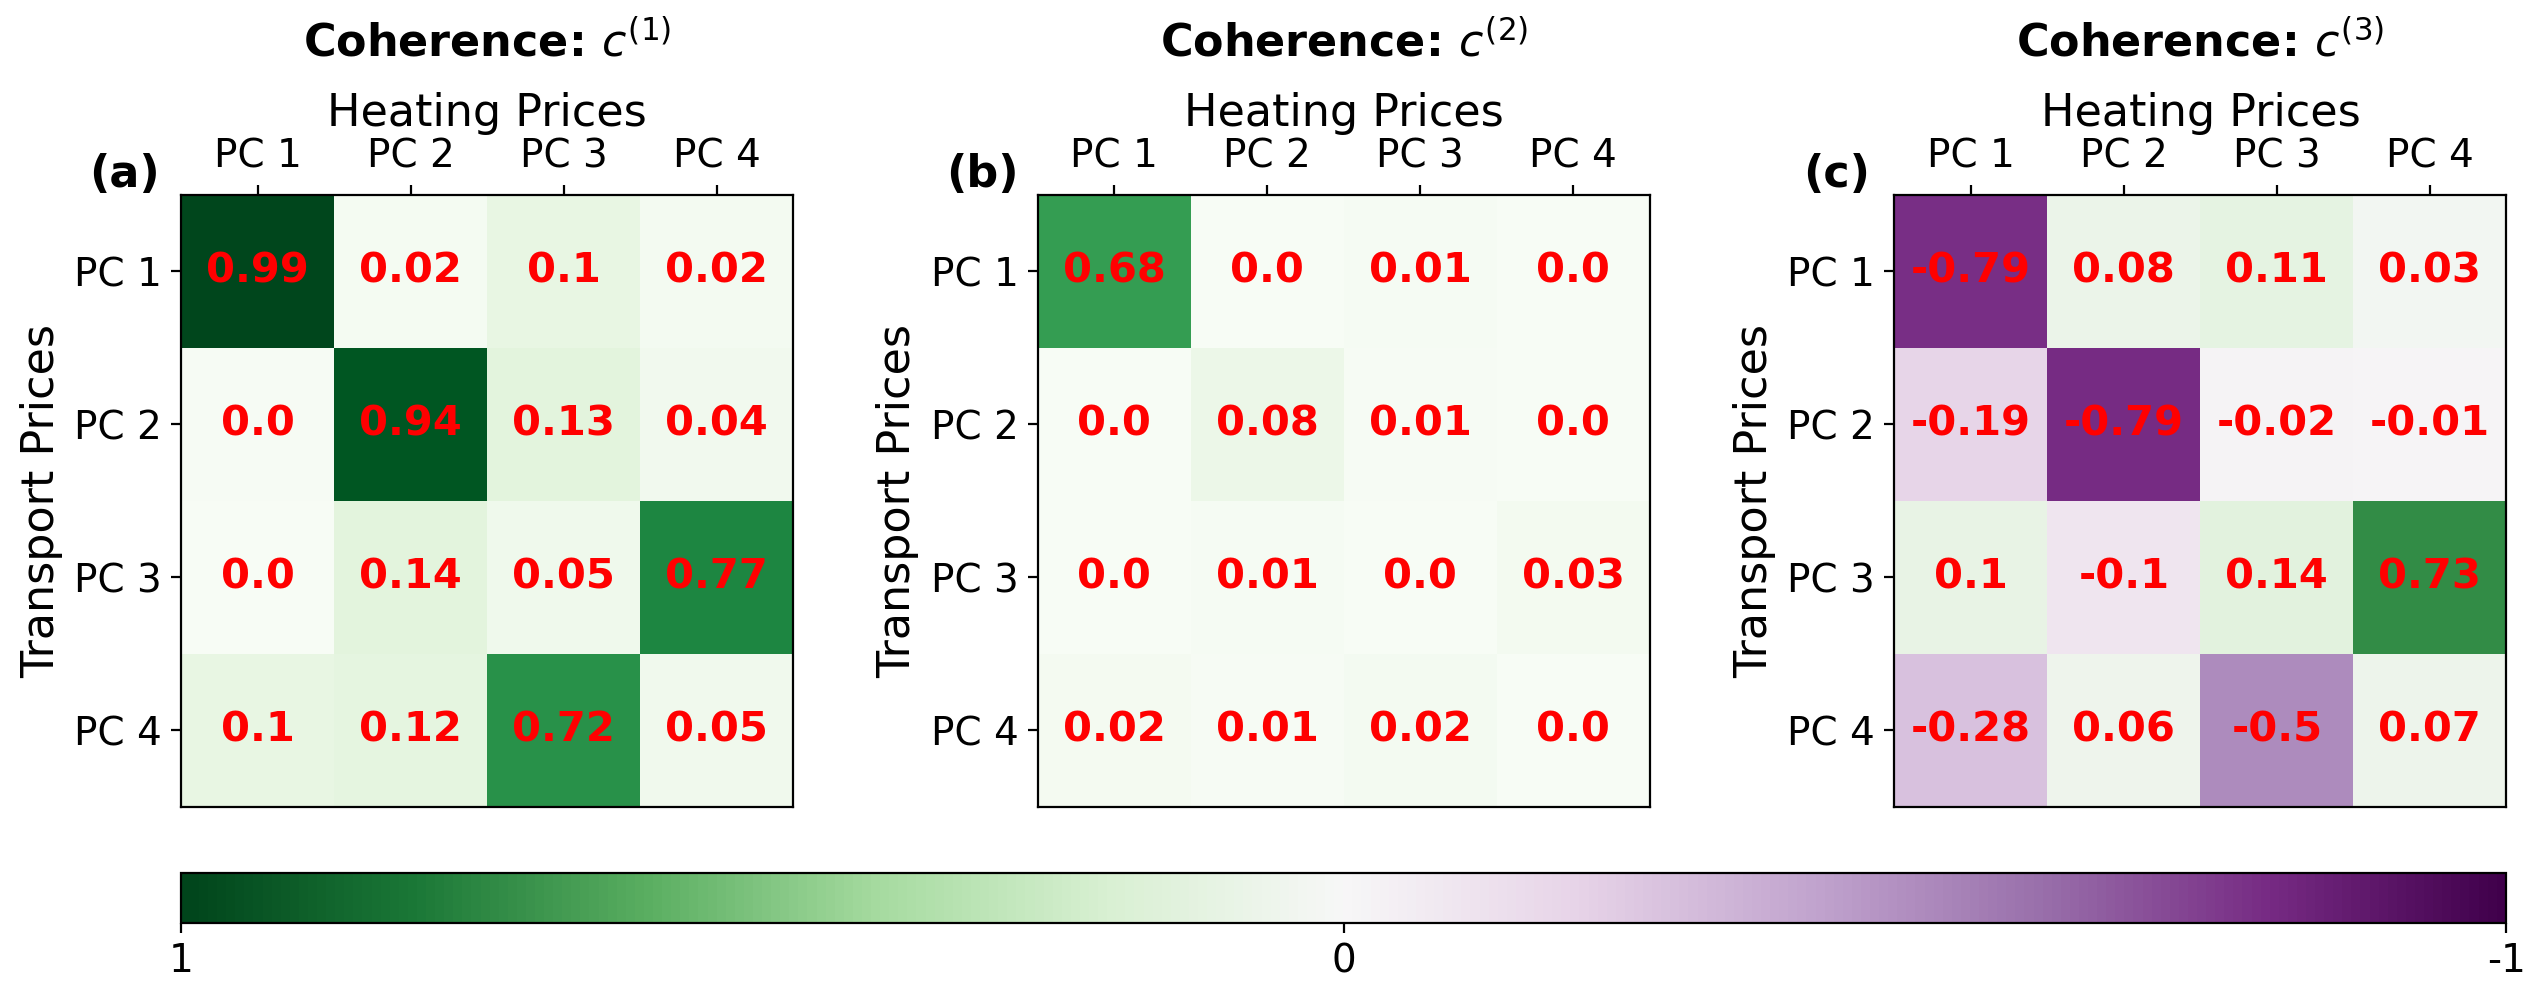 Coherence: c^(1)
Heating Prices
PC 1 PC 2 PC 3 PC 4
(a)
Transport Prices
PC 1 0.99 0.02 0.1 0.02
PC 2 0.0 0.94 0.13 0.04
PC 3 0.0 0.14 0.05 0.77
PC 4 0.1 0.12 0.72 0.05
Coherence: c^(2)
Heating Prices
PC 1 PC 2 PC 3 PC 4
(b)
Transport Prices
PC 1 0.68 0.0 0.01 0.0
PC 2 0.0 0.08 0.01 0.0
PC 3 0.0 0.01 0.0 0.03
PC 4 0.02 0.01 0.02 0.0
Coherence: c^(3)
Heating Prices
PC 1 PC 2 PC 3 PC 4
(c)
Transport Prices
PC 1 -0.79 0.08 0.11 0.03
PC 2 -0.19 -0.79 -0.02 -0.01
PC 3 0.1 -0.1 0.14 0.73
PC 4 -0.28 0.06 -0.5 0.07
1 0 -1